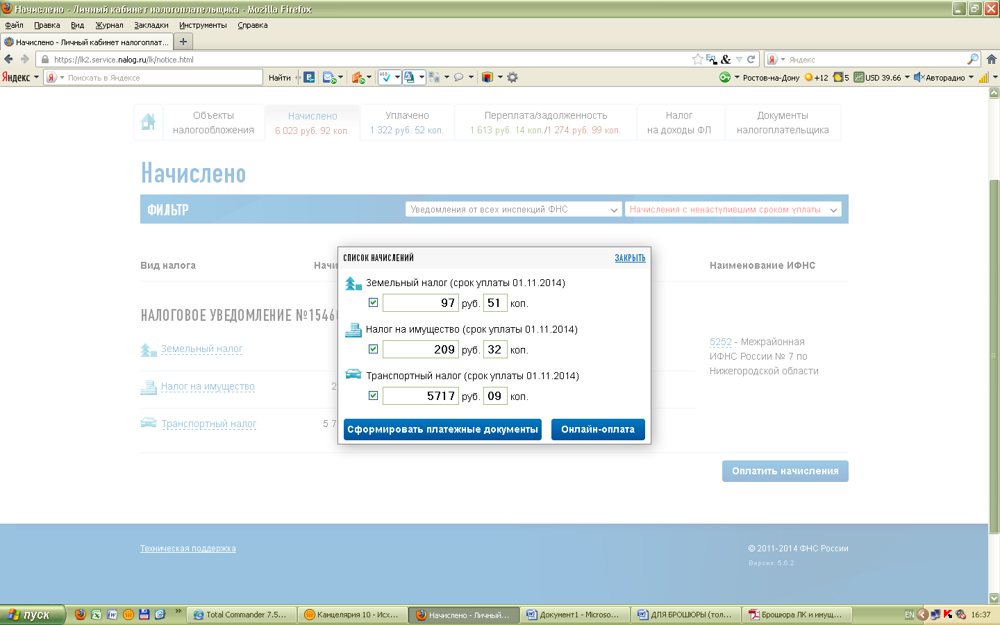 Начислено - Личный кабинет налогоплательщика - Mozilla Firefox
Файл Правка Вид Журнал Закладки Инструменты Справка
Начислено - Личный кабинет налогоплат...
https://lk2.service.nalog.ru/lk/notice.html
Яндекс
Яндекс
Поискать в Яндексе
Найти
Ростов-на-Дону +12 5 USD 39.66 Авторадио
Объекты
налогообложения
Начислено
6 023 руб. 92 коп.
Уплачено
1 322 руб. 52 коп.
Переплата/задолженность
1 613 руб. 14 коп./1 274 руб. 99 коп.
Налог
на доходы ФЛ
Документы
налогоплательщика
Начислено
ФИЛЬТР
Уведомления от всех инспекций ФНС
Начисления с ненаступившим сроком уплаты
Вид налога
Начи
Наименование ИФНС
НАЛОГОВОЕ УВЕДОМЛЕНИЕ №1546
Земельный налог
Налог на имущество
2
Транспортный налог
5 7
5252 - Межрайонная
ИФНС России № 7 по
Нижегородской области
СПИСОК НАЧИСЛЕНИЙ
ЗАКРЫТЬ
Земельный налог (срок уплаты 01.11.2014)
97 руб. 51 коп.
Налог на имущество (срок уплаты 01.11.2014)
209 руб. 32 коп.
Транспортный налог (срок уплаты 01.11.2014)
5717 руб. 09 коп.
Сформировать платежные документы
Онлайн-оплата
Оплатить начисления
Техническая поддержка
© 2011-2014 ФНС России
Версия: 5.6.2
пуск
Total Commander 7.5...
Канцелярия 10 - Исх...
Начислено - Личный...
Документ1 - Microso...
ДЛЯ БРОШЮРЫ (тол...
Брошюра ЛК и имущ...
EN
16:37